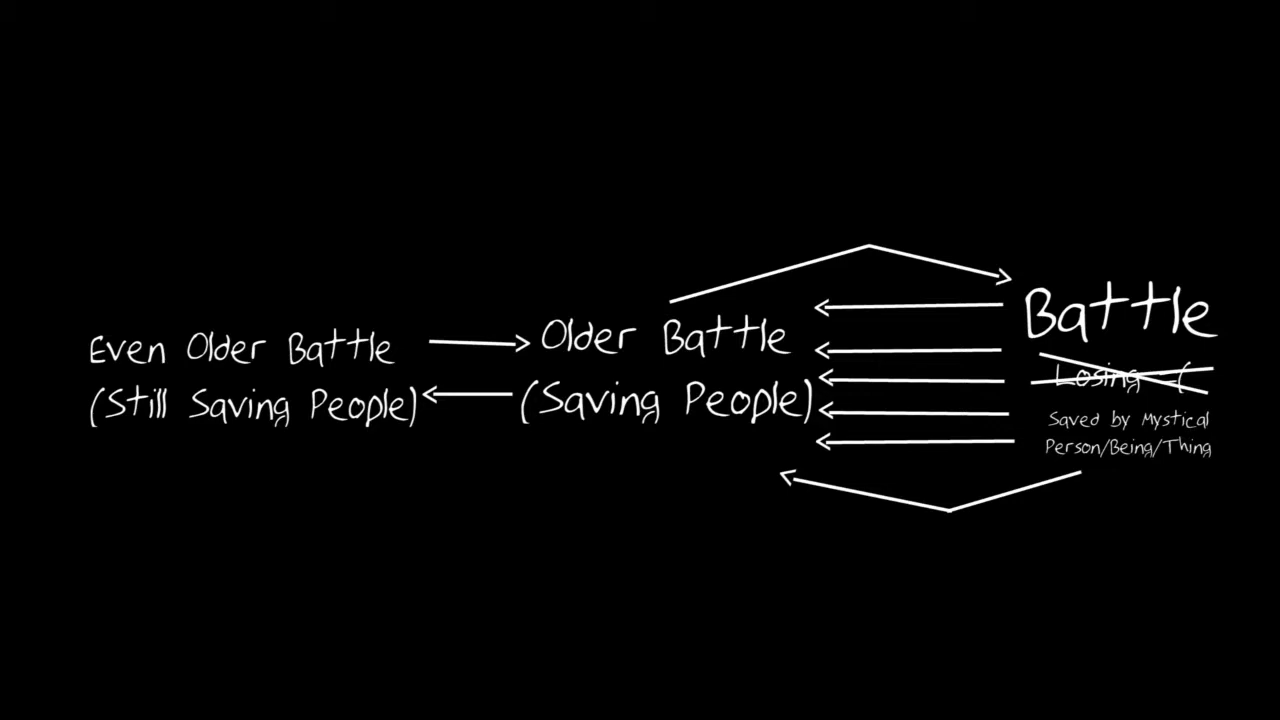 Even Older Battle
(Still Saving People)
Older Battle
(Saving People)
Battle
Losing :(
Saved by Mystical
Person/Being/Thing